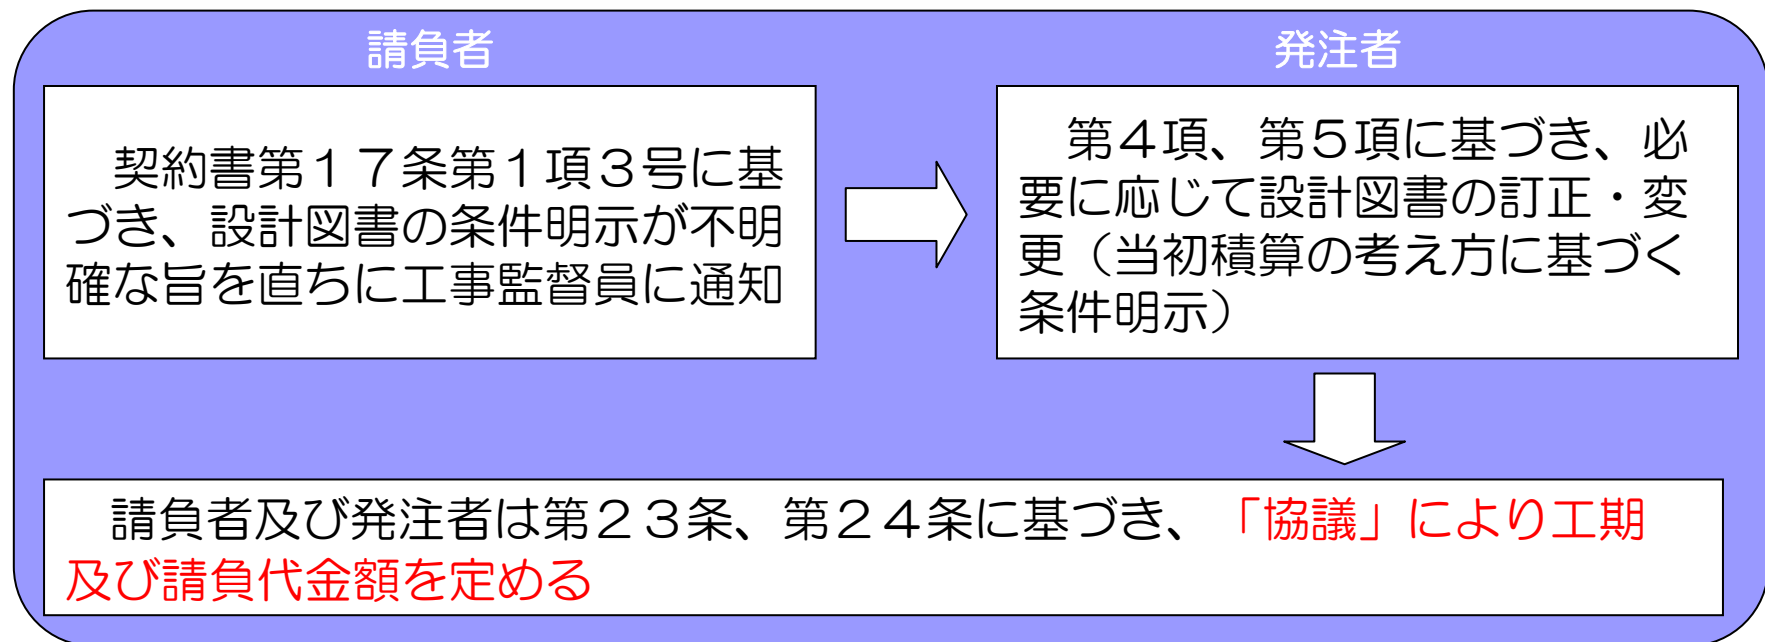 請負者
発注者
契約書第１７条第１項３号に基
づき、設計図書の条件明示が不明
確な旨を直ちに工事監督員に通知
第４項、第５項に基づき、必
要に応じて設計図書の訂正・変
更（当初積算の考え方に基づく
条件明示）
請負者及び発注者は第２３条、第２４条に基づき、「協議」により工期
及び請負代金額を定める